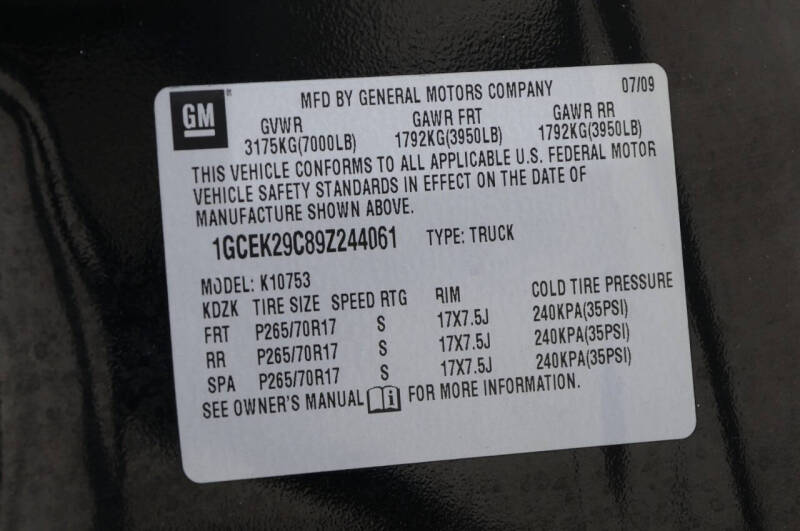 GM MFD BY GENERAL MOTORS COMPANY 07/09
GVWR GAWR FRT GAWR RR
3175KG(7000LB) 1792KG(3950LB) 1792KG(3950LB)
THIS VEHICLE CONFORMS TO ALL APPLICABLE U.S. FEDERAL MOTOR
VEHICLE SAFETY STANDARDS IN EFFECT ON THE DATE OF
MANUFACTURE SHOWN ABOVE.
1GCEK29C89Z244061 TYPE: TRUCK
MODEL: K10753
KDZK TIRE SIZE SPEED RTG RIM COLD TIRE PRESSURE
FRT P265/70R17 S 17X7.5J 240KPA(35PSI)
RR P265/70R17 S 17X7.5J 240KPA(35PSI)
SPA P265/70R17 S 17X7.5J 240KPA(35PSI)
SEE OWNER'S MANUAL i FOR MORE INFORMATION.